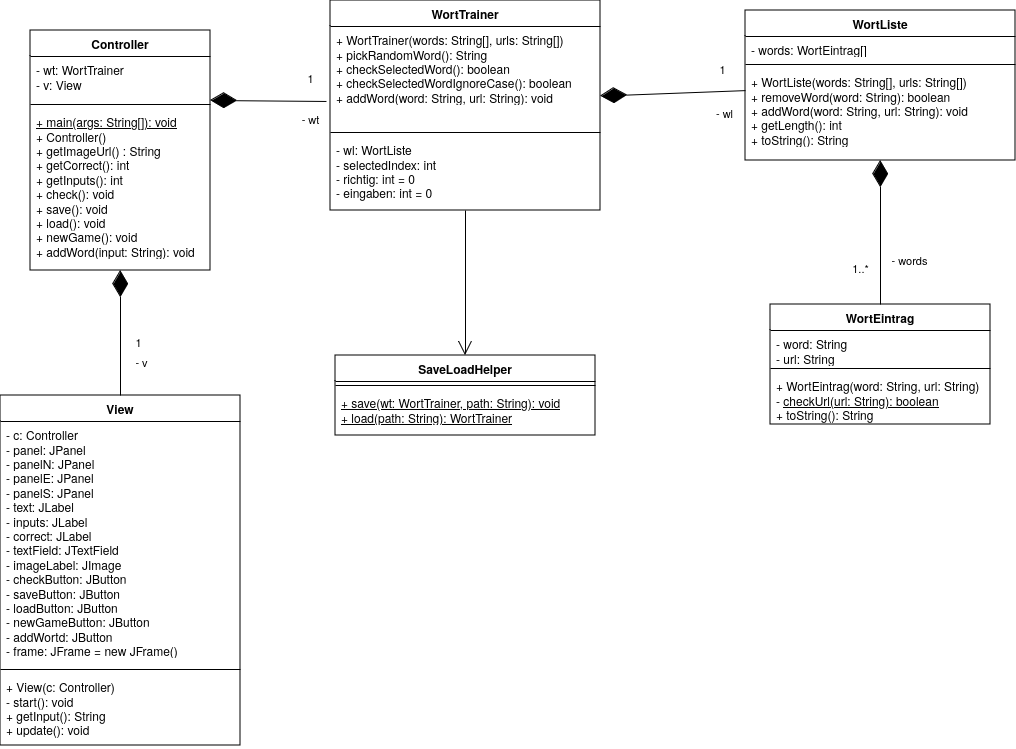 Controller
- wt: WortTrainer
- v: View
+ main(args: String[]): void
+ Controller()
+ getImageUrl() : String
+ getCorrect(): int
+ getInputs(): int
+ check(): void
+ save(): void
+ load(): void
+ newGame(): void
+ addWord(input: String): void
1
- wt
WortTrainer
+ WortTrainer(words: String[], urls: String[])
+ pickRandomWord(): String
+ checkSelectedWord(): boolean
+ checkSelectedWordIgnoreCase(): boolean
+ addWord(word: String, url: String): void
- wl: WortListe
- selectedIndex: int
- richtig: int = 0
- eingaben: int = 0
1
- wl
WortListe
- words: WortEintrag[]
+ WortListe(words: String[], urls: String[])
+ removeWord(word: String): boolean
+ addWord(word: String, url: String): void
+ getLength(): int
+ toString(): String
1..*
- words
WortEintrag
- word: String
- url: String
+ WortEintrag(word: String, url: String)
- checkUrl(url: String): boolean
+ toString(): String
SaveLoadHelper
+ save(wt: WortTrainer, path: String): void
+ load(path: String): WortTrainer
1
- v
View
- c: Controller
- panel: JPanel
- panelN: JPanel
- panelE: JPanel
- panelS: JPanel
- text: JLabel
- inputs: JLabel
- correct: JLabel
- textField: JTextField
- imageLabel: JImage
- checkButton: JButton
- saveButton: JButton
- loadButton: JButton
- newGameButton: JButton
- addWortd: JButton
- frame: JFrame = new JFrame()
+ View(c: Controller)
- start(): void
+ getInput(): String
+ update(): void